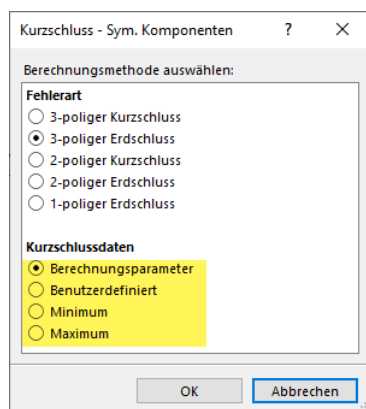 Kurzschluss - Sym. Komponenten ? ×
Berechnungsmethode auswählen:
Fehlerart
3-poliger Kurzschluss
3-poliger Erdschluss
2-poliger Kurzschluss
2-poliger Erdschluss
1-poliger Erdschluss
Kurzschlussdaten
Berechnungsparameter
Benutzerdefiniert
Minimum
Maximum
OK Abbrechen